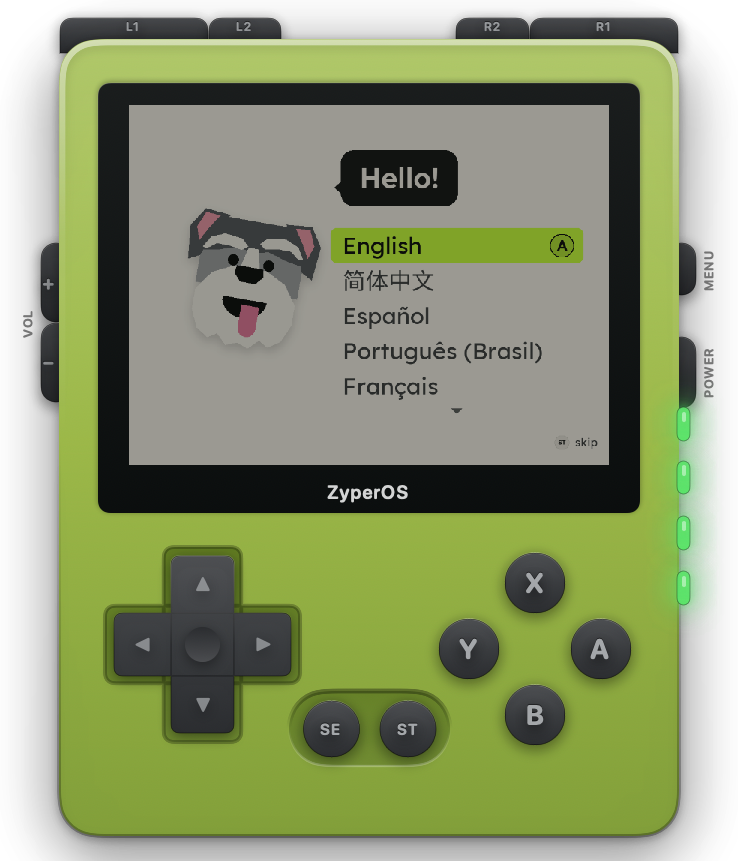 L1 L2 R2 R1
Hello!
English A
简体中文
Español
Português (Brasil)
Français
ST skip
ZyperOS
VOL
+
-
MENU
POWER
X
Y A
B
SE ST